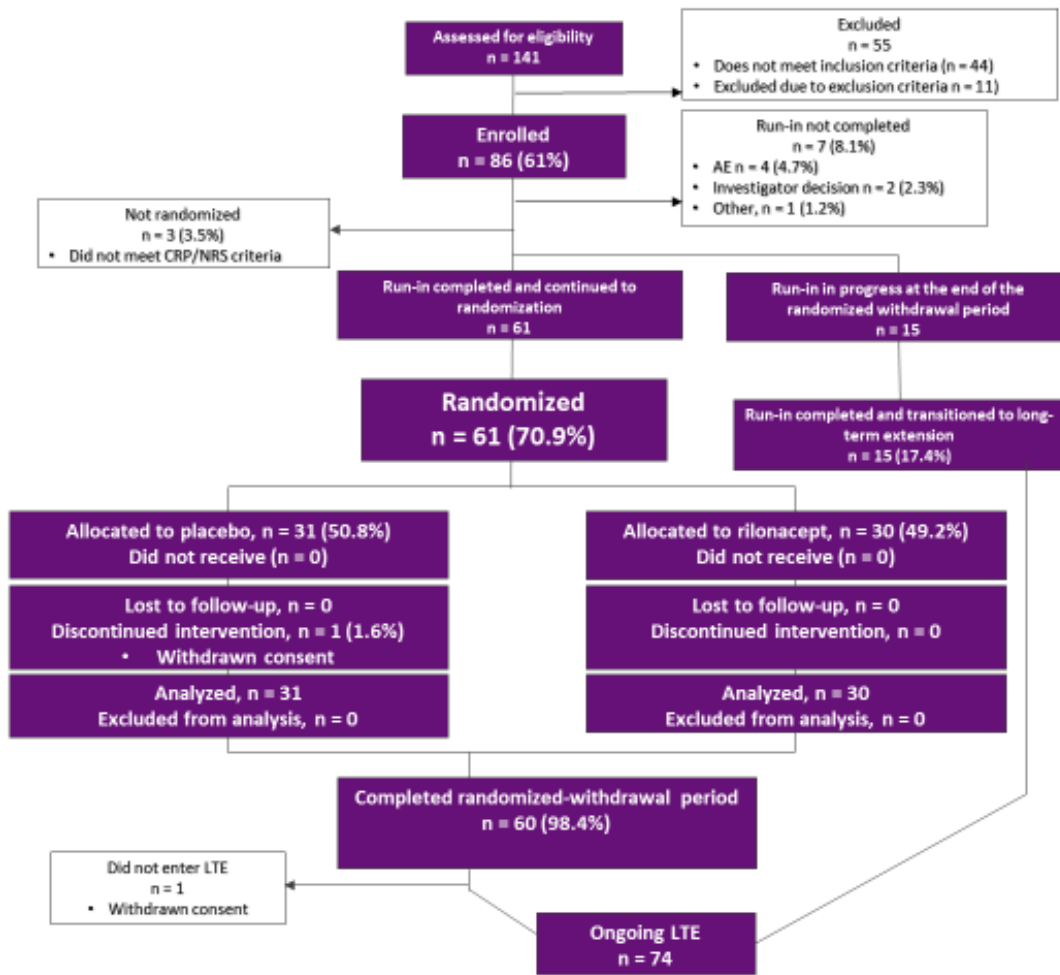 Assessed for eligibility
n = 141
Excluded
n = 55
• Does not meet inclusion criteria (n = 44)
• Excluded due to exclusion criteria n = 11)
Enrolled
n = 86 (61%)
Run-in not completed
n = 7 (8.1%)
• AE n = 4 (4.7%)
• Investigator decision n = 2 (2.3%)
• Other, n = 1 (1.2%)
Not randomized
n = 3 (3.5%)
• Did not meet CRP/NRS criteria
Run-in completed and continued to
randomization
n = 61
Run-in in progress at the end of the
randomized withdrawal period
n = 15
Randomized
n = 61 (70.9%)
Run-in completed and transitioned to long-
term extension
n = 15 (17.4%)
Allocated to placebo, n = 31 (50.8%)
Did not receive (n = 0)
Allocated to rilonacept, n = 30 (49.2%)
Did not receive (n = 0)
Lost to follow-up, n = 0
Discontinued intervention, n = 1 (1.6%)
• Withdrawn consent
Lost to follow-up, n = 0
Discontinued intervention, n = 0
Analyzed, n = 31
Excluded from analysis, n = 0
Analyzed, n = 30
Excluded from analysis, n = 0
Completed randomized-withdrawal period
n = 60 (98.4%)
Did not enter LTE
n = 1
• Withdrawn consent
Ongoing LTE
n = 74